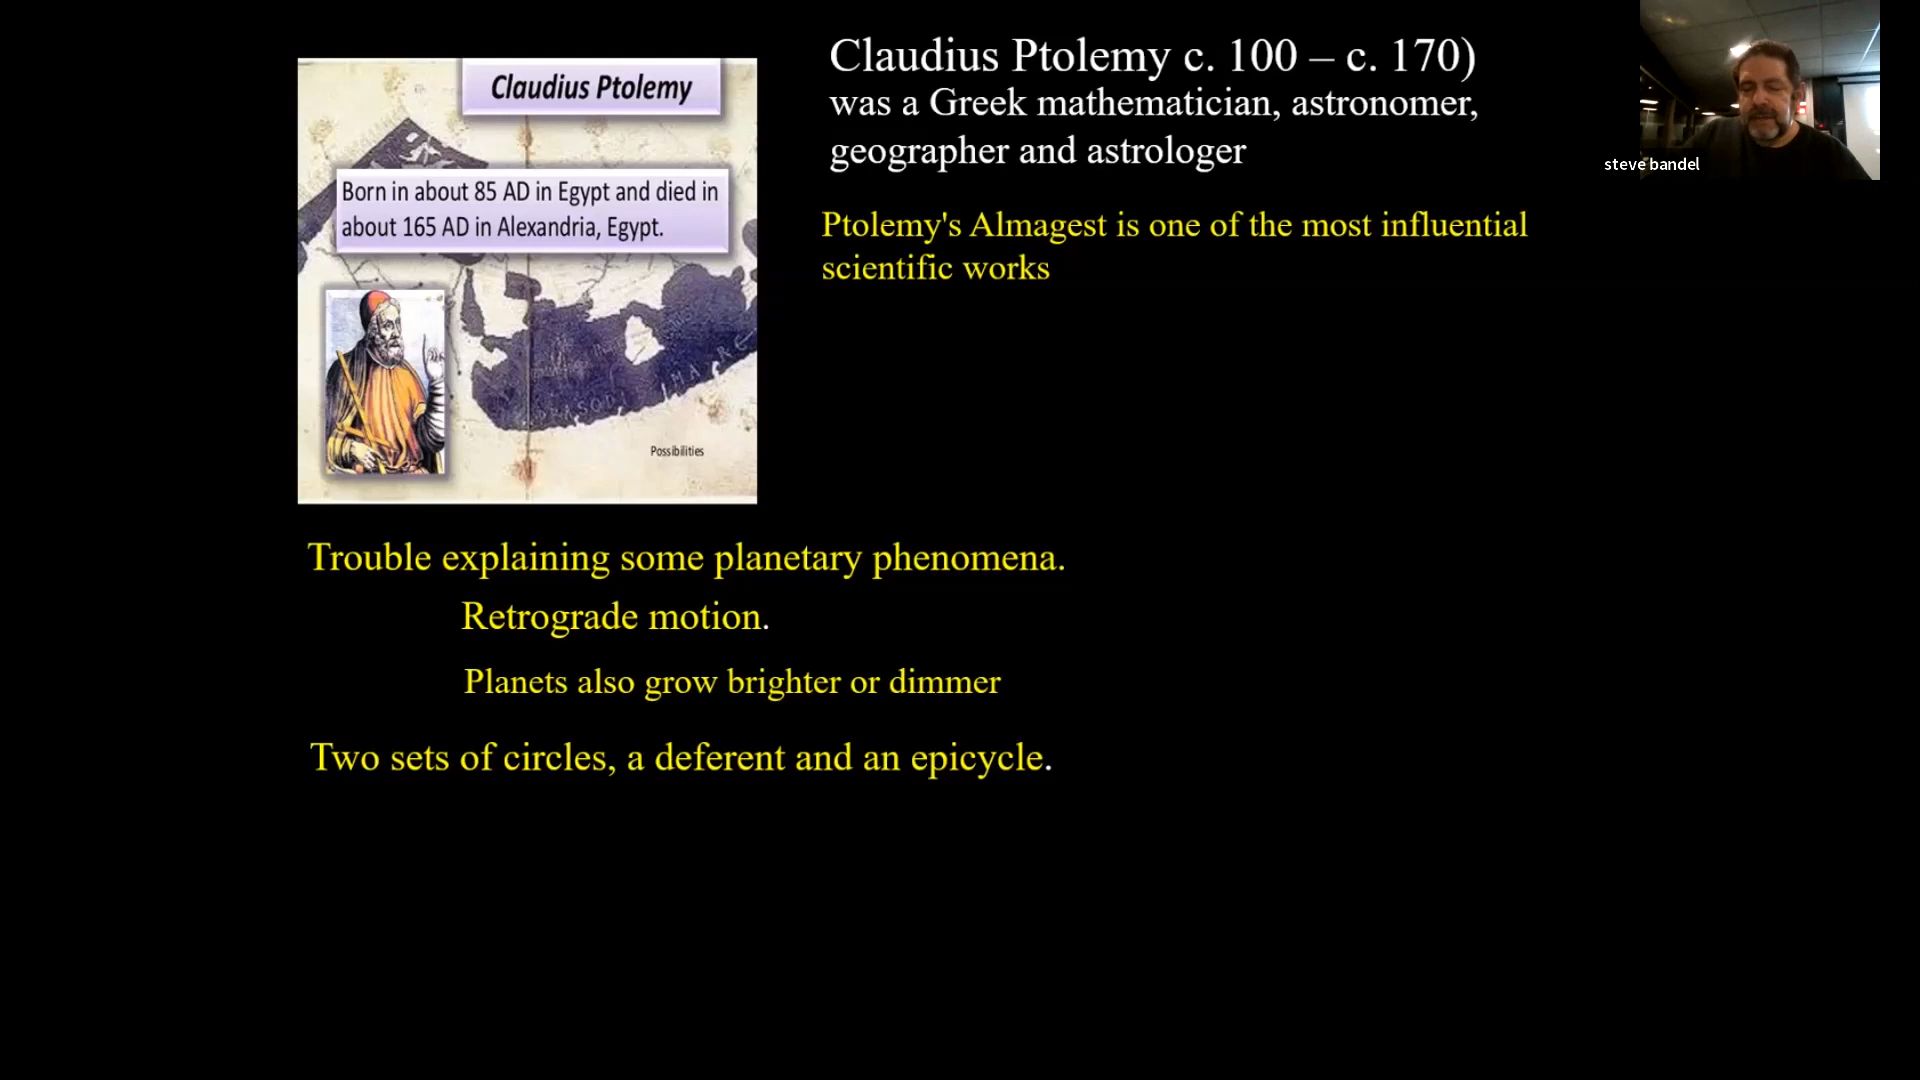 Claudius Ptolemy
Born in about 85 AD in Egypt and died in
about 165 AD in Alexandria, Egypt.
Possibilities
Claudius Ptolemy c. 100 – c. 170)
was a Greek mathematician, astronomer,
geographer and astrologer
steve bandel
Ptolemy's Almagest is one of the most influential
scientific works
Trouble explaining some planetary phenomena.
Retrograde motion.
Planets also grow brighter or dimmer
Two sets of circles, a deferent and an epicycle.